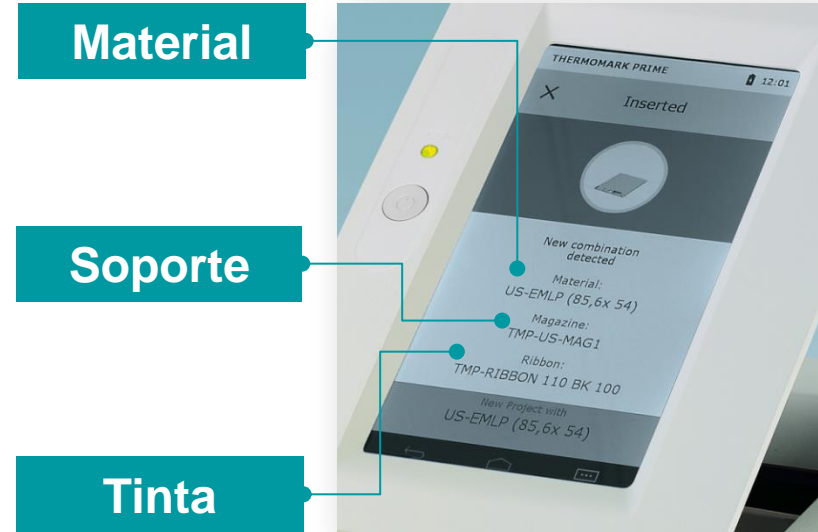 Material
Soporte
Tinta
THERMOMARK PRIME
12:01
Inserted
New combination
detected
Material:
US-EMLP (85,6x 54)
Magazine:
TMP-US-MAG1
Ribbon:
TMP-RIBBON 110 BK 100
New Project with
US-EMLP (85,6x 54)